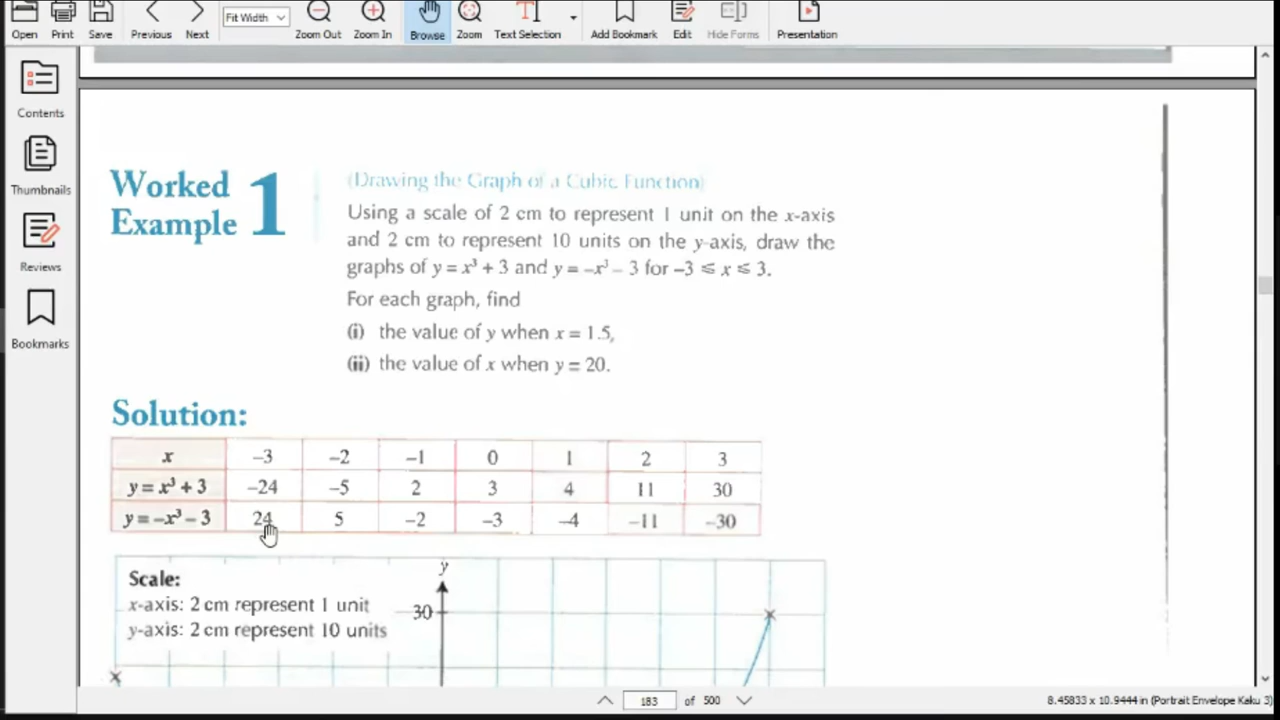 Open Print Save Previous Next Fit Width Zoom Out Zoom In Browse Zoom Text Selection Add Bookmark Edit Hide Forms Presentation
Contents
Thumbnails
Reviews
Bookmarks
Worked
Example 1
(Drawing the Graph of a Cubic Function)
Using a scale of 2 cm to represent 1 unit on the x-axis
and 2 cm to represent 10 units on the y-axis, draw the
graphs of y = x³ + 3 and y = –x³ – 3 for –3 ≤ x ≤ 3.
For each graph, find
(i) the value of y when x = 1.5,
(ii) the value of x when y = 20.
Solution:
x –3 –2 –1 0 1 2 3
y = x³ + 3 –24 –5 2 3 4 11 30
y = –x³ – 3 24 5 –2 –3 –4 –11 –30
Scale:
x-axis: 2 cm represent 1 unit
y-axis: 2 cm represent 10 units
y
30
183 of 500
8.45833 x 10.9444 in (Portrait Envelope Kaku 3)